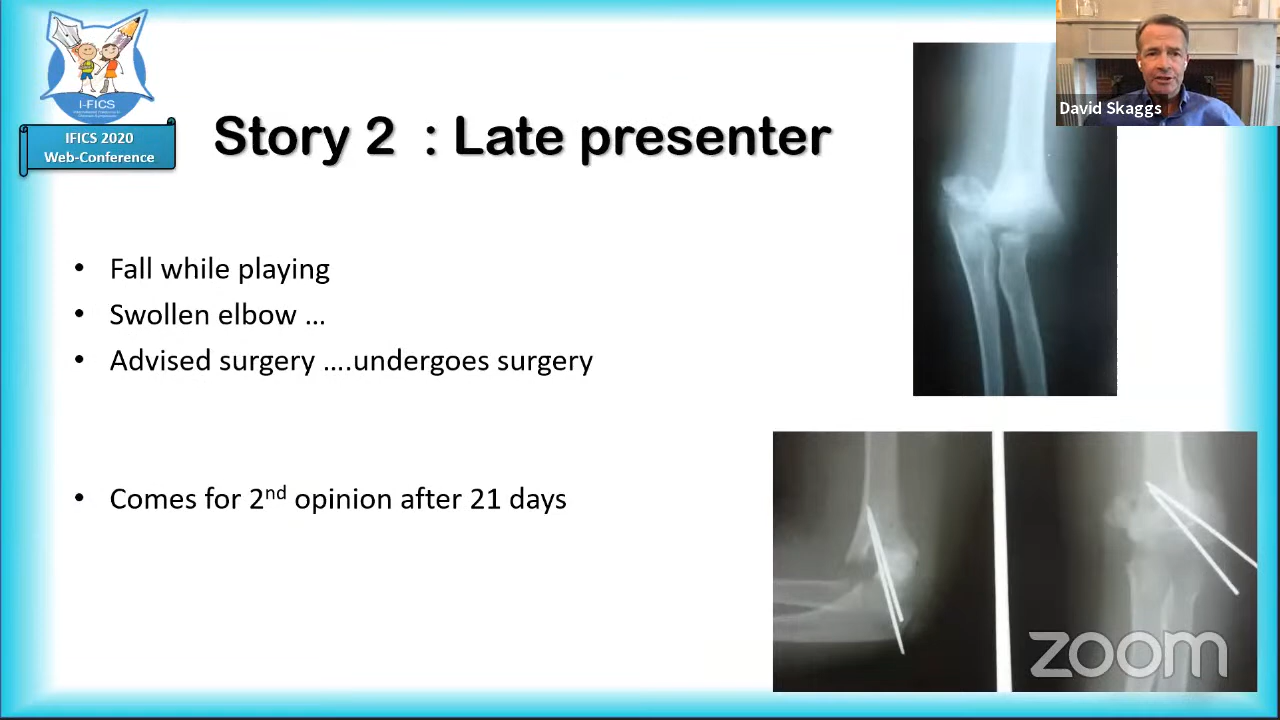 I-FICS
IFICS 2020
Web-Conference
Story 2 : Late presenter
David Skaggs
• Fall while playing
• Swollen elbow ...
• Advised surgery ....undergoes surgery
• Comes for 2nd opinion after 21 days
zoom